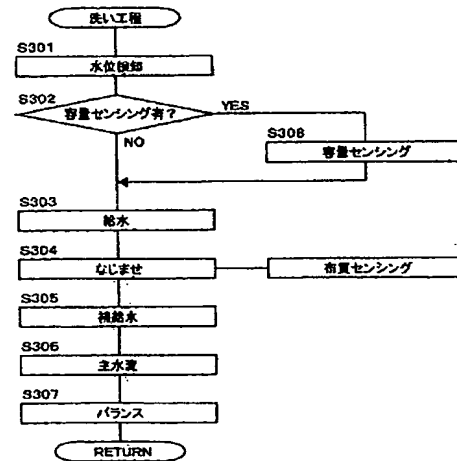 洗い工程
S301
水位検知
S302
容量センシング有？
YES
NO
S308
容量センシング
S303
給水
S304
なじませ
布質センシング
S305
補給水
S306
主水流
S307
バランス
RETURN